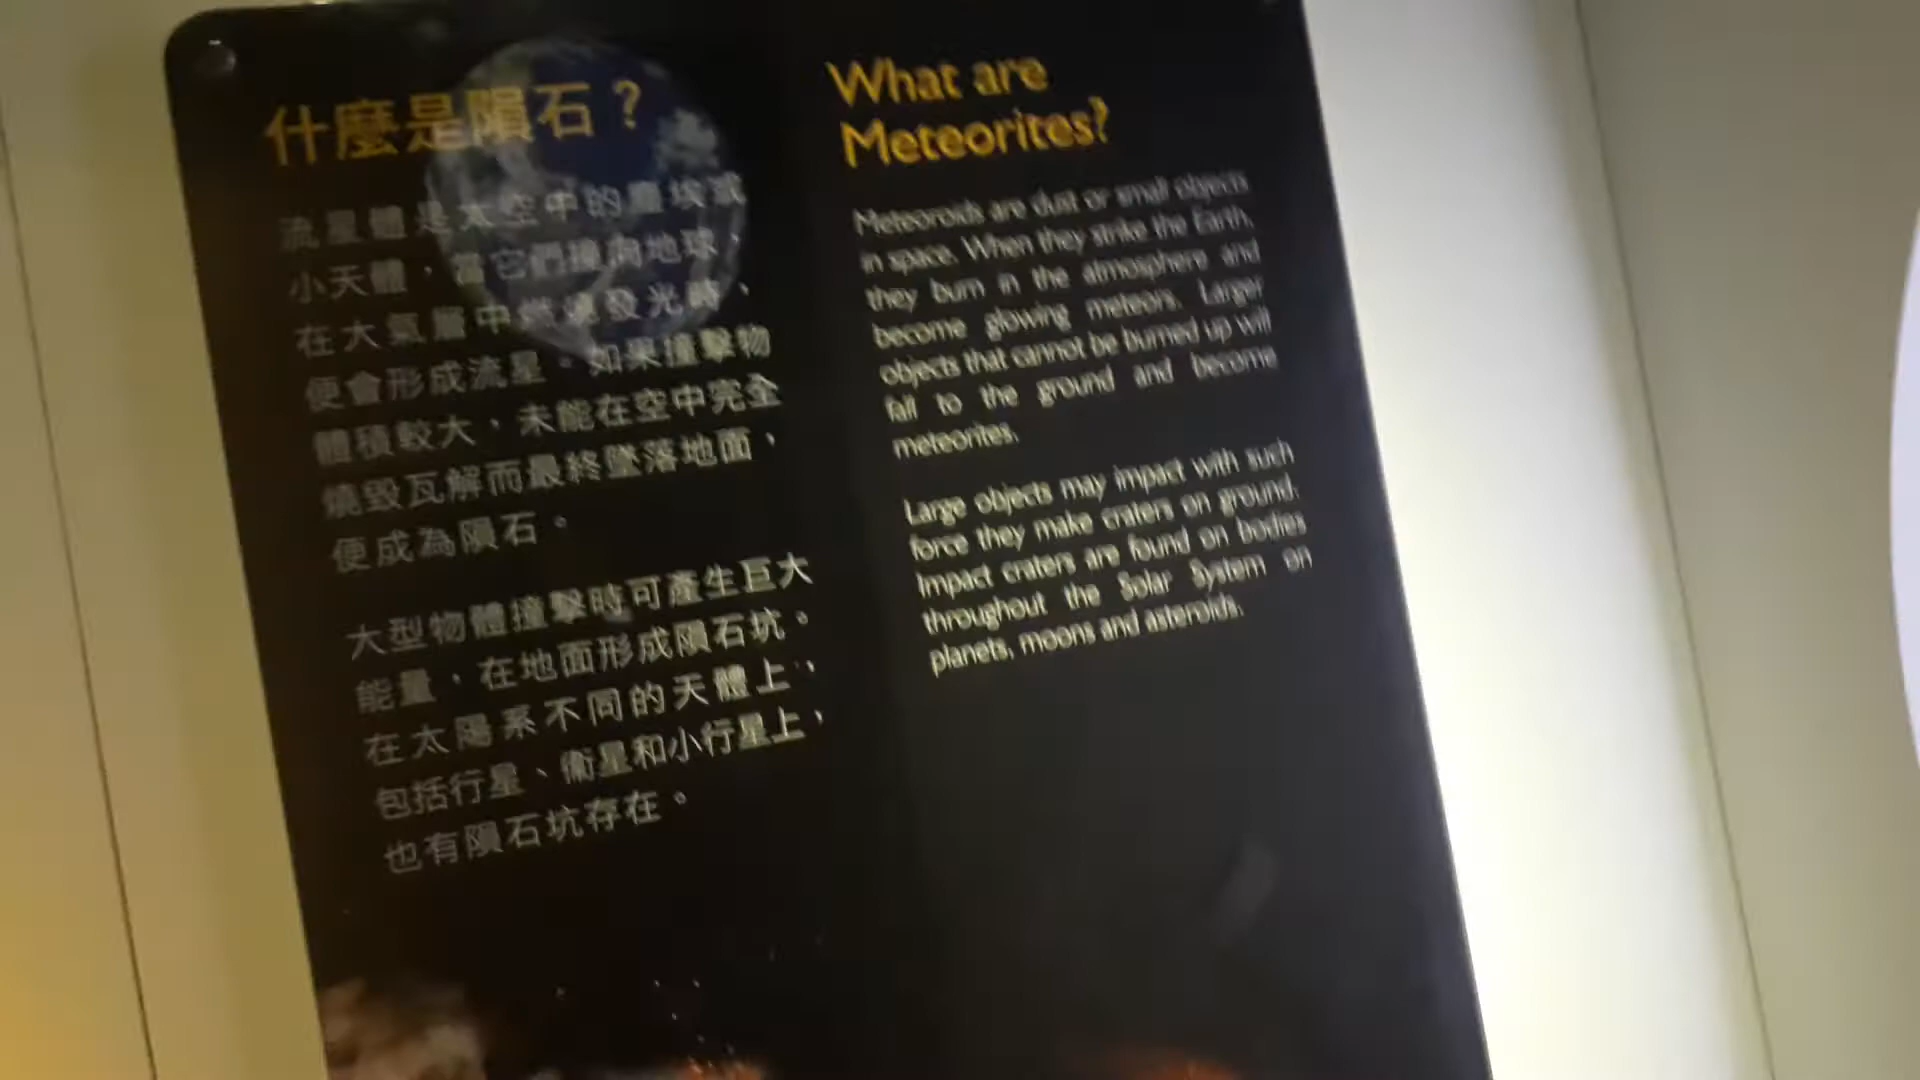 什麼是隕石？
流星體是太空中的塵埃或
小天體，當它們撞向地球，
在大氣層中燃燒發光時，
便會形成流星。如果撞擊物
體積較大，未能在空中完全
燒毀瓦解而最終墜落地面，
便成為隕石。
大型物體撞擊時可產生巨大
能量，在地面形成隕石坑。
在太陽系不同的天體上，
包括行星、衞星和小行星上，
也有隕石坑存在。
What are
Meteorites?
Meteoroids are dust or small objects
in space. When they strike the Earth,
they burn in the atmosphere and
become glowing meteors. Larger
objects that cannot be burned up will
fall to the ground and become
meteorites.
Large objects may impact with such
force they make craters on ground.
Impact craters are found on bodies
throughout the Solar System on
planets, moons and asteroids.